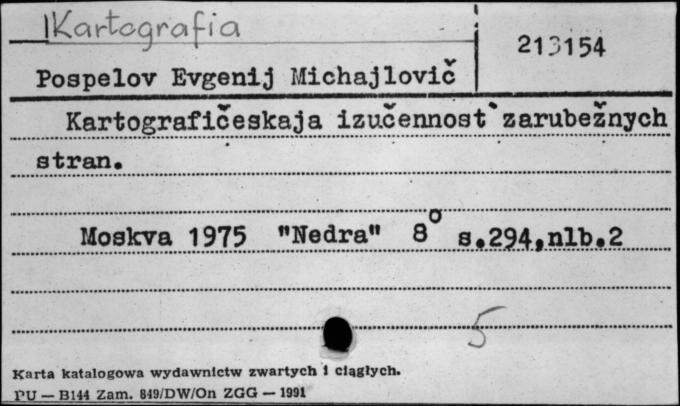 Kartografia
213154
Pospelov Evgenij Michajlovič
Kartografičeskaja izučennost` zarubežnych
stran.
Moskva 1975 "Nedra" 8° s.294,nlb.2
5
Karta katalogowa wydawnictw zwartych i ciągłych.
PU — B144 Zam. 849/DW/On ZGG — 1991